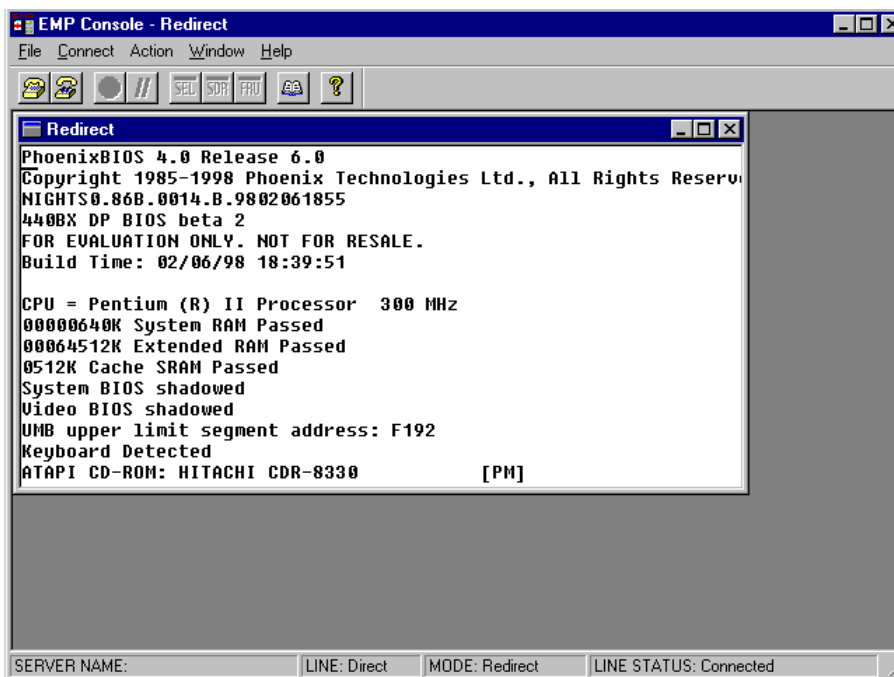 EMP Console - Redirect
File Connect Action Window Help
SEL SDR FRU ?
Redirect
PhoenixBIOS 4.0 Release 6.0
Copyright 1985-1998 Phoenix Technologies Ltd., All Rights Reserv
NIGHTS0.86B.0014.B.9802061855
440BX DP BIOS beta 2
FOR EVALUATION ONLY. NOT FOR RESALE.
Build Time: 02/06/98 18:39:51
CPU = Pentium (R) II Processor 300 MHz
00000640K System RAM Passed
00064512K Extended RAM Passed
0512K Cache SRAM Passed
System BIOS shadowed
Video BIOS shadowed
UMB upper limit segment address: F192
Keyboard Detected
ATAPI CD-ROM: HITACHI CDR-8330 [PM]
SERVER NAME: LINE: Direct MODE: Redirect LINE STATUS: Connected